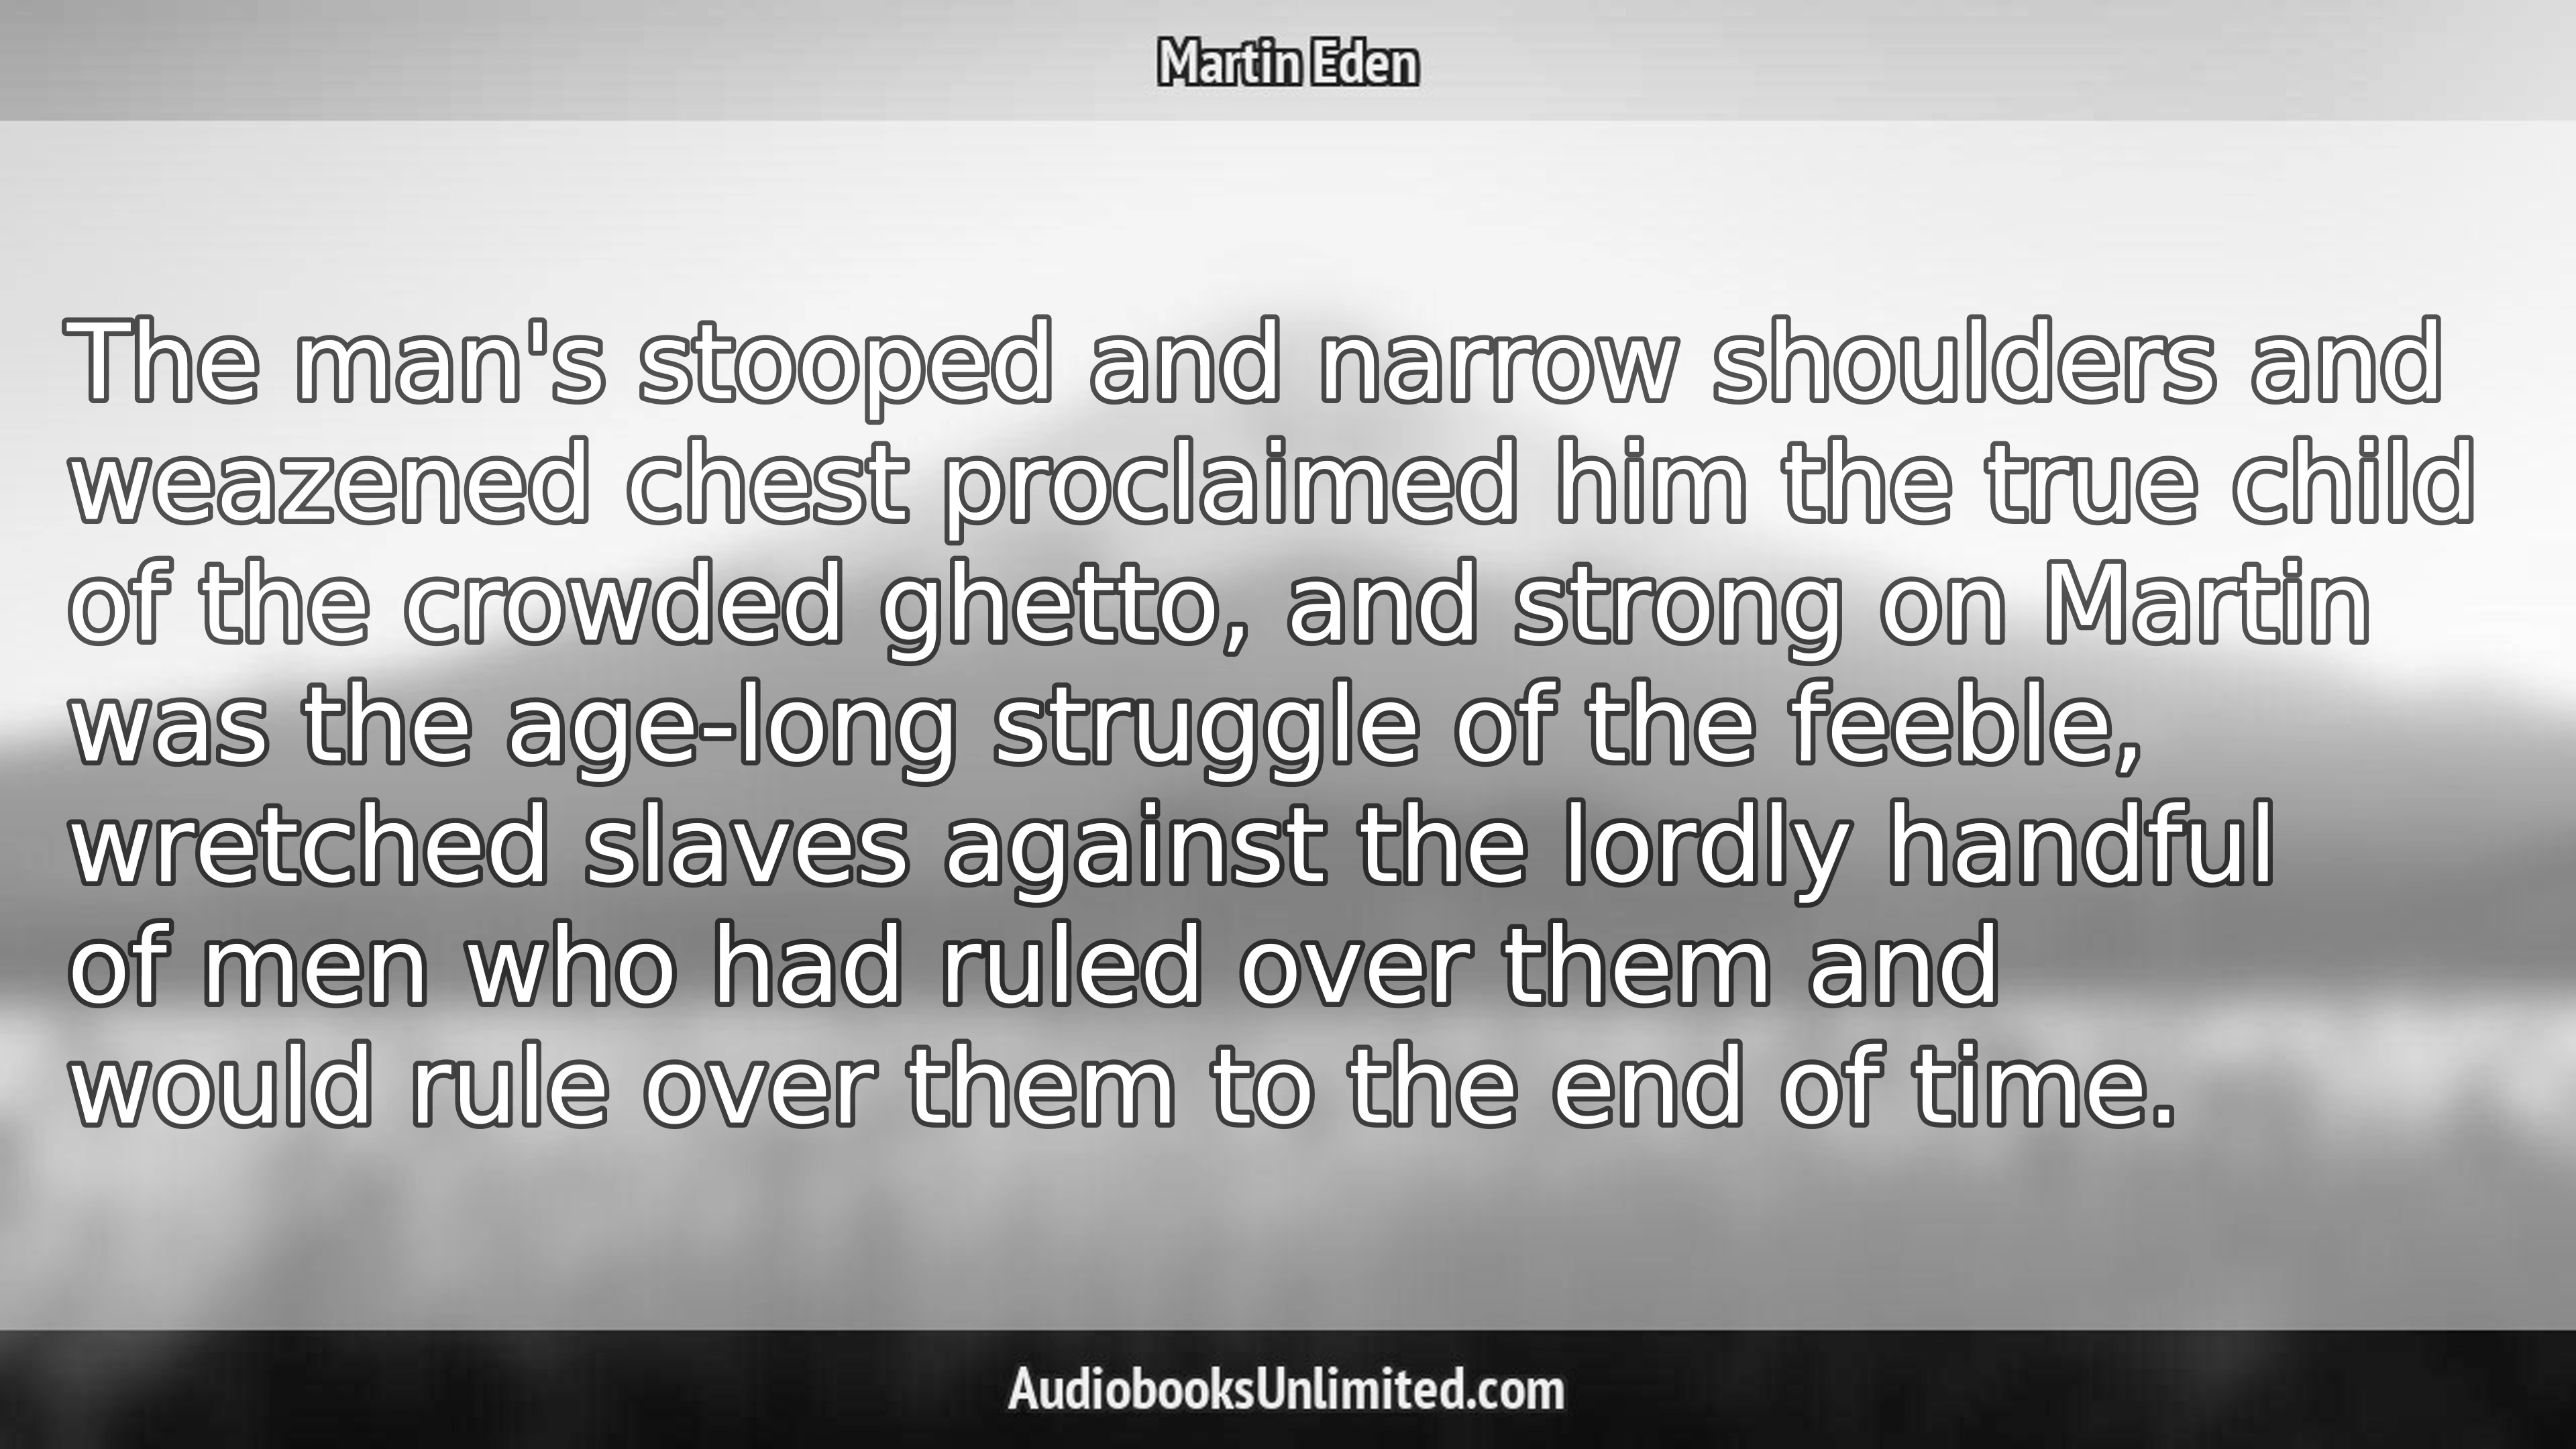 Martin Eden
The man's stooped and narrow shoulders and
weazened chest proclaimed him the true child
of the crowded ghetto, and strong on Martin
was the age-long struggle of the feeble,
wretched slaves against the lordly handful
of men who had ruled over them and
would rule over them to the end of time.
AudiobooksUnlimited.com